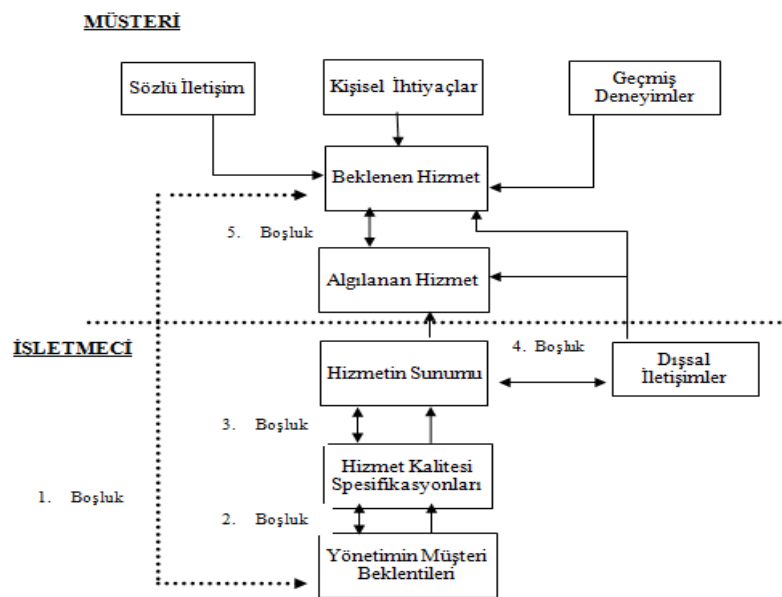 MÜŞTERİ
Sözlü İletişim
Kişisel İhtiyaçlar
Geçmiş
Deneyimler
Beklenen Hizmet
5. Boşluk
Algılanan Hizmet
İŞLETMECİ
Hizmetin Sunumu
4. Boşluk
Dışsal
İletişimler
3. Boşluk
Hizmet Kalitesi
Spesifikasyonları
1. Boşluk
2. Boşluk
Yönetimin Müşteri
Beklentileri